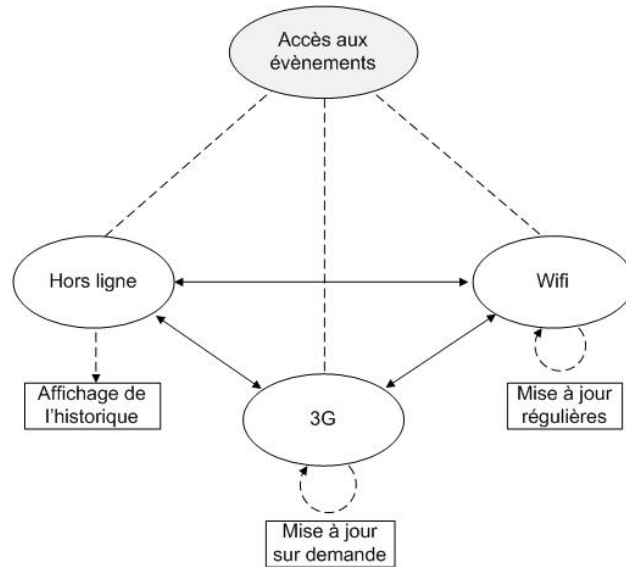 Accès aux
évènements
Hors ligne
Wifi
Affichage de
l'historique
3G
Mise à jour
régulières
Mise à jour
sur demande